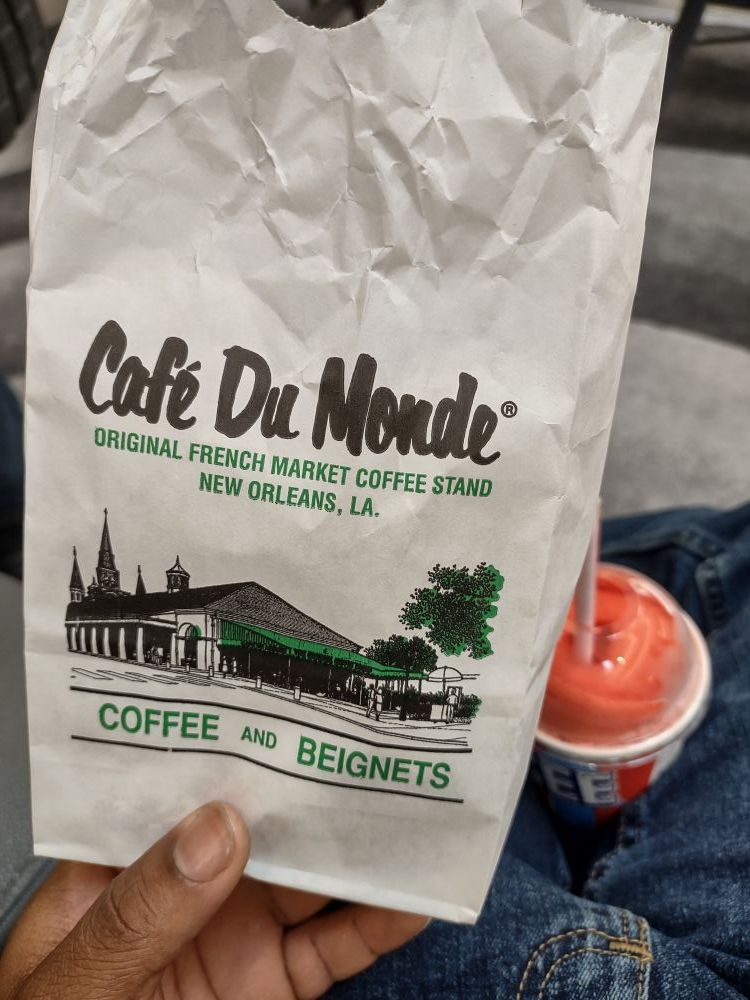 Café Du Monde®
ORIGINAL FRENCH MARKET COFFEE STAND
NEW ORLEANS, LA.
COFFEE AND BEIGNETS